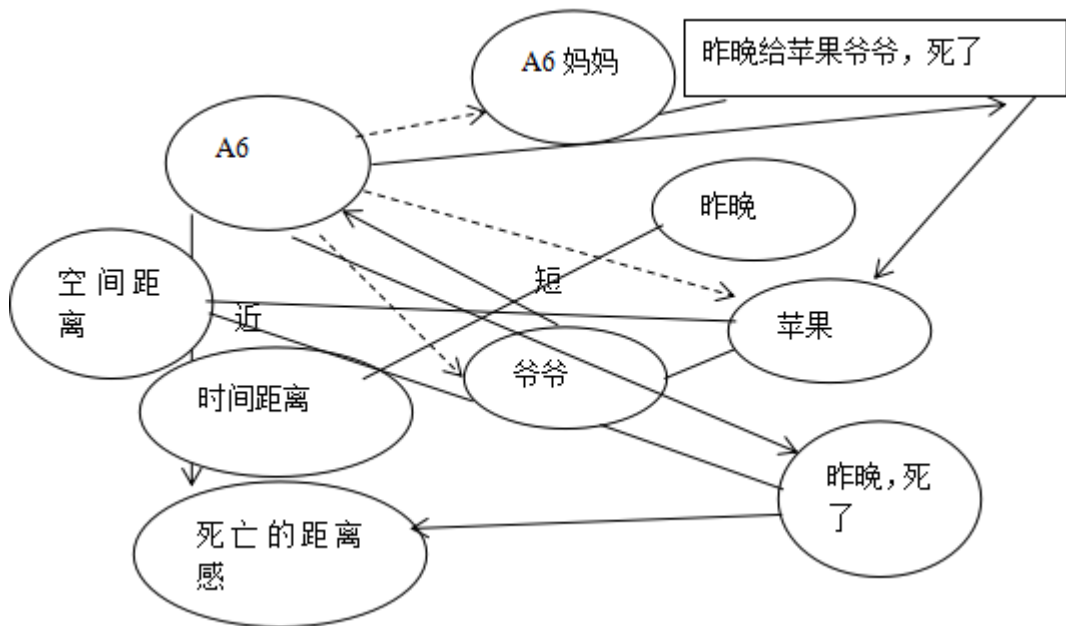 A6 妈妈
昨晚给苹果爷爷，死了
A6
昨晚
空间距
离
短
近
苹果
爷爷
时间距离
昨晚，死
了
死亡的距离
感